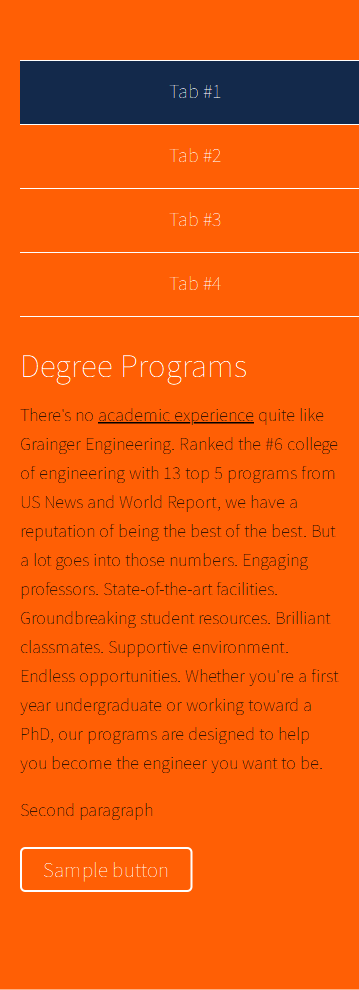 Tab #1
Tab #2
Tab #3
Tab #4
Degree Programs
There's no academic experience quite like
Grainger Engineering. Ranked the #6 college
of engineering with 13 top 5 programs from
US News and World Report, we have a
reputation of being the best of the best. But
a lot goes into those numbers. Engaging
professors. State-of-the-art facilities.
Groundbreaking student resources. Brilliant
classmates. Supportive environment.
Endless opportunities. Whether you're a first
year undergraduate or working toward a
PhD, our programs are designed to help
you become the engineer you want to be.
Second paragraph
Sample button